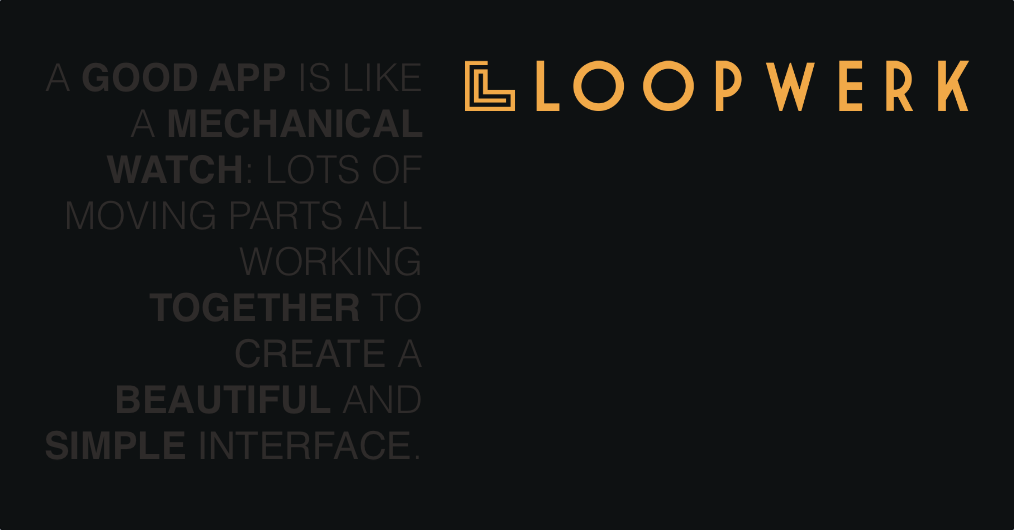 A GOOD APP IS LIKE
A MECHANICAL
WATCH: LOTS OF
MOVING PARTS ALL
WORKING
TOGETHER TO
CREATE A
BEAUTIFUL AND
SIMPLE INTERFACE.
LOOPWERK